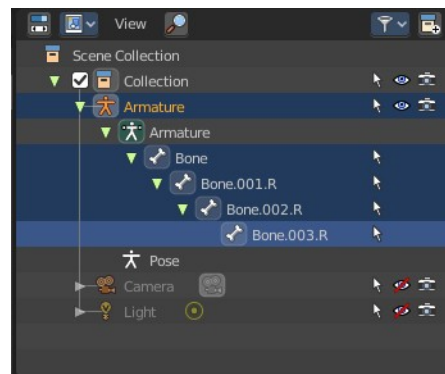 View
Scene Collection
Collection
Armature
Armature
Bone
Bone.001.R
Bone.002.R
Bone.003.R
Pose
Camera
Light